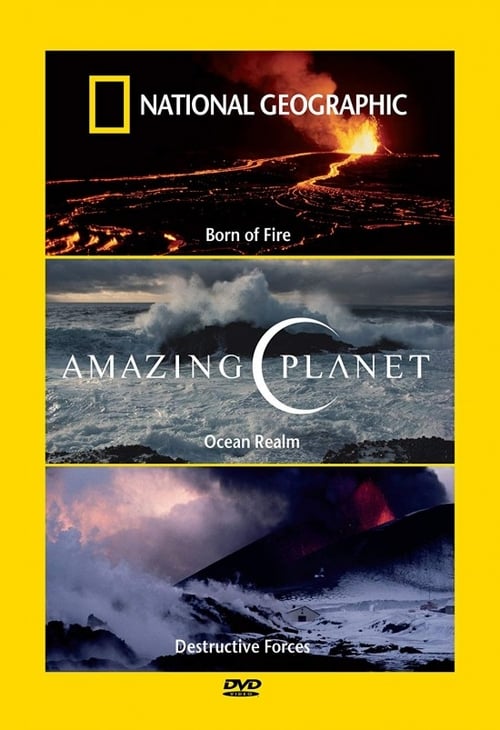 NATIONAL GEOGRAPHIC
Born of Fire
AMAZING PLANET
Ocean Realm
Destructive Forces
DVD
VIDEO